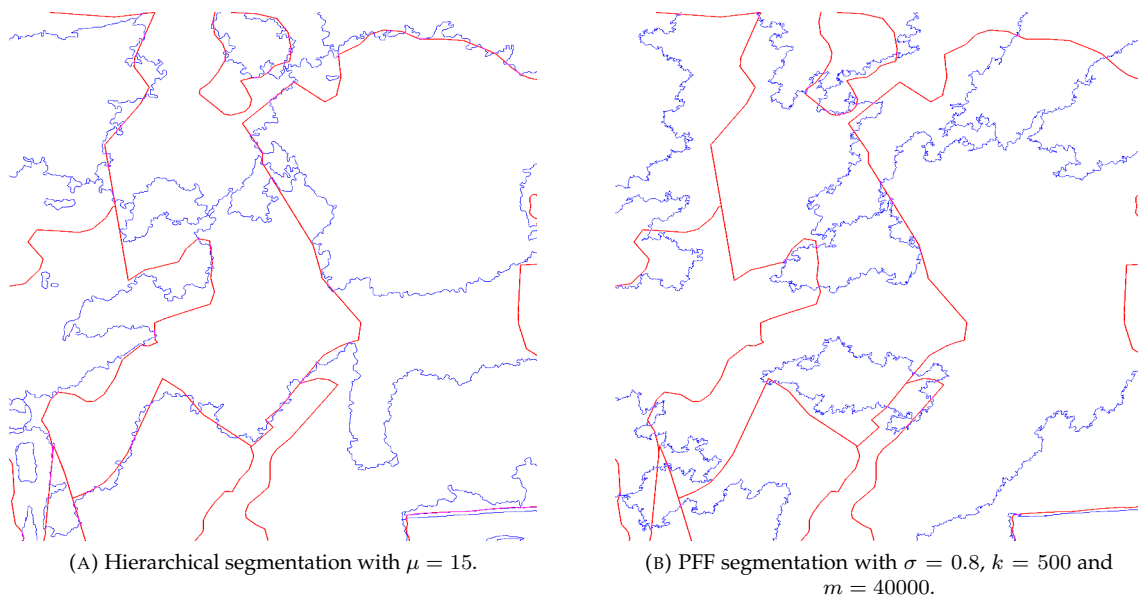 (A) Hierarchical segmentation with μ = 15.
(B) PFF segmentation with σ = 0.8, k = 500 and
m = 40000.